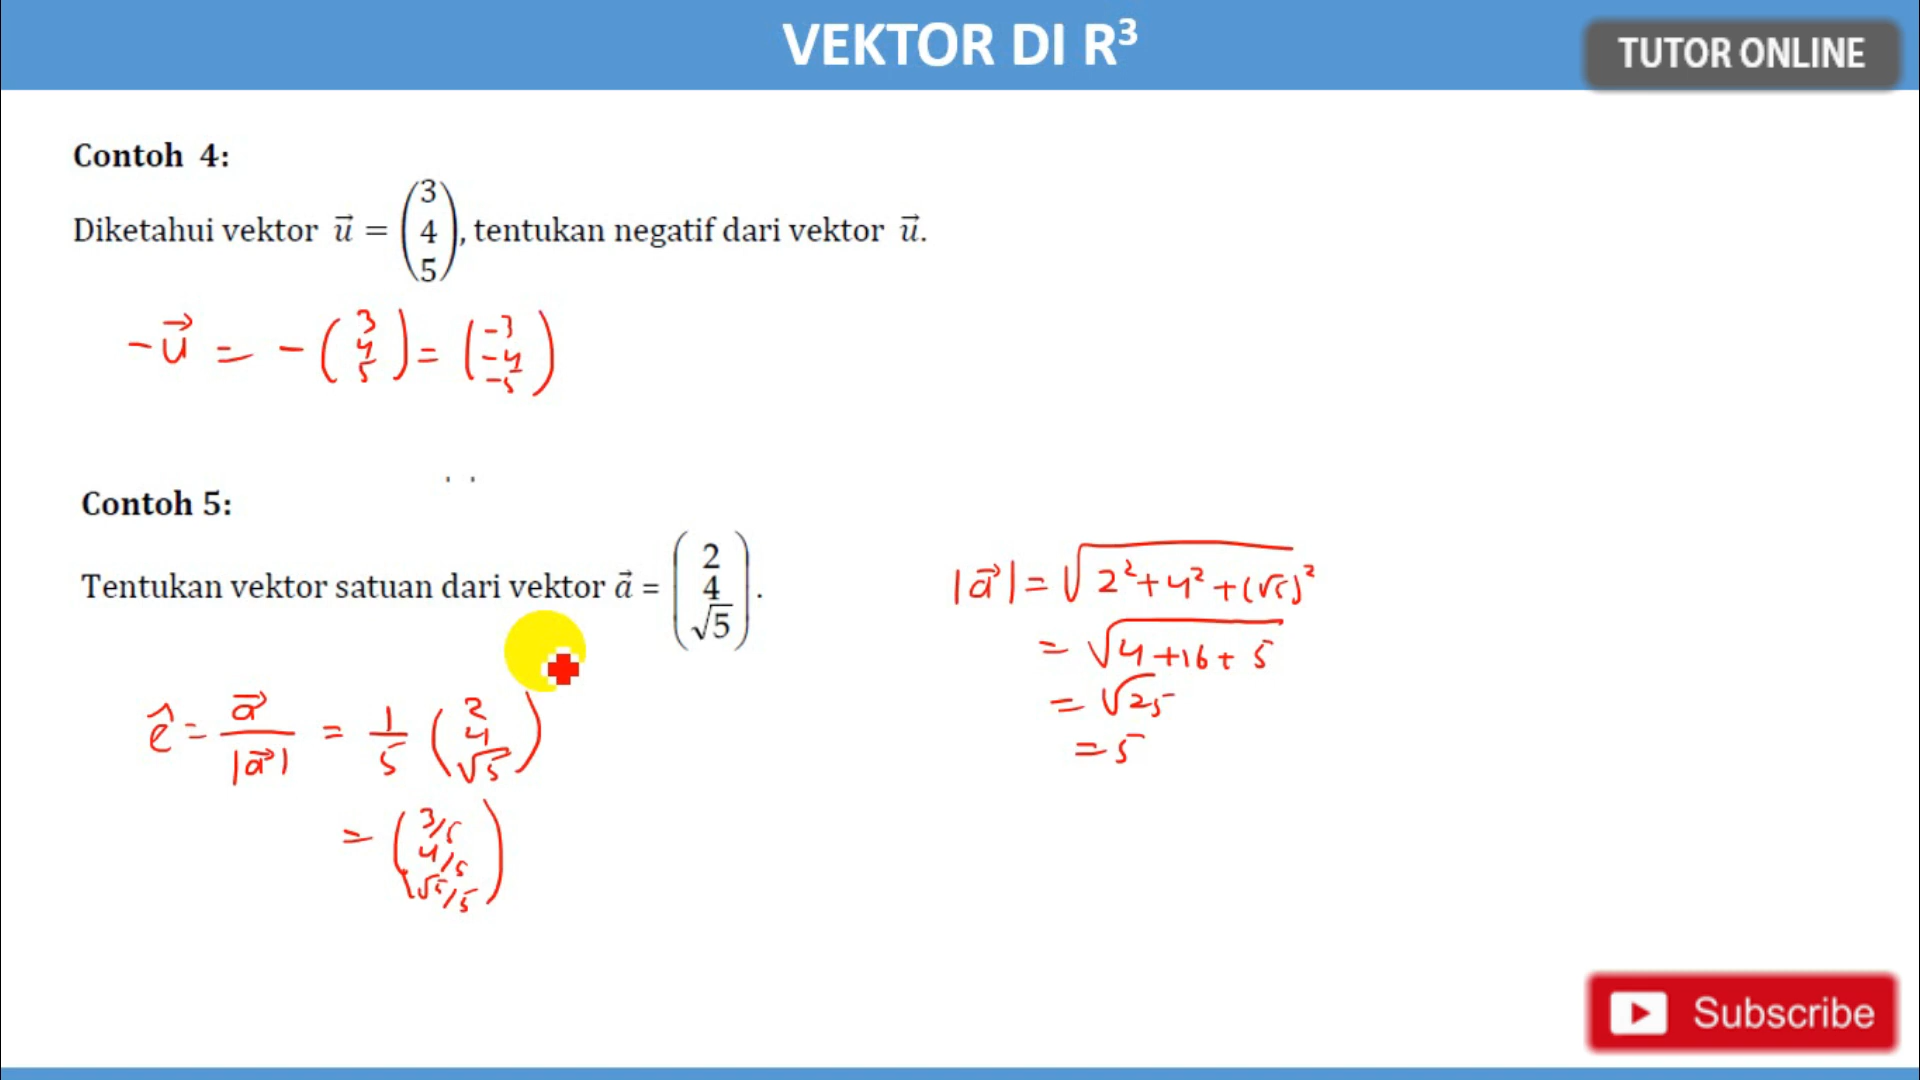 VEKTOR DI R³
TUTOR ONLINE
Contoh 4:
Diketahui vektor u⃗ = (3 4 5), tentukan negatif dari vektor u⃗.
-u⃗ = -(3 4 5) = (-3 -4 -5)
Contoh 5:
Tentukan vektor satuan dari vektor a⃗ = (2 4 √5).
|a⃗| = √2² + 4² + (√5)²
= √4 + 16 + 5
= √25
= 5
ê = a⃗/|a⃗| = 1/5 (2 4 √5)
= (3/5 4/5 √5/5)
Subscribe